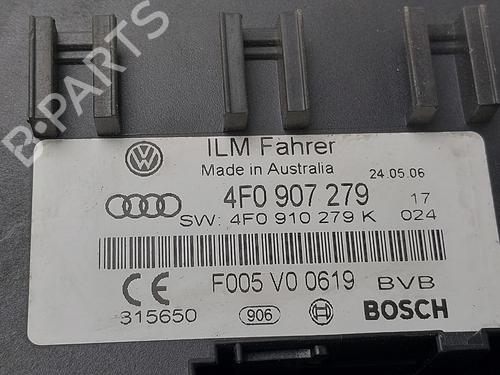 ILM Fahrer
Made in Australia 24.05.06
4F0 907 279 17
SW: 4F0 910 279 K 024
F005 V0 0619 BVB
315650 906 BOSCH
B-PARTS